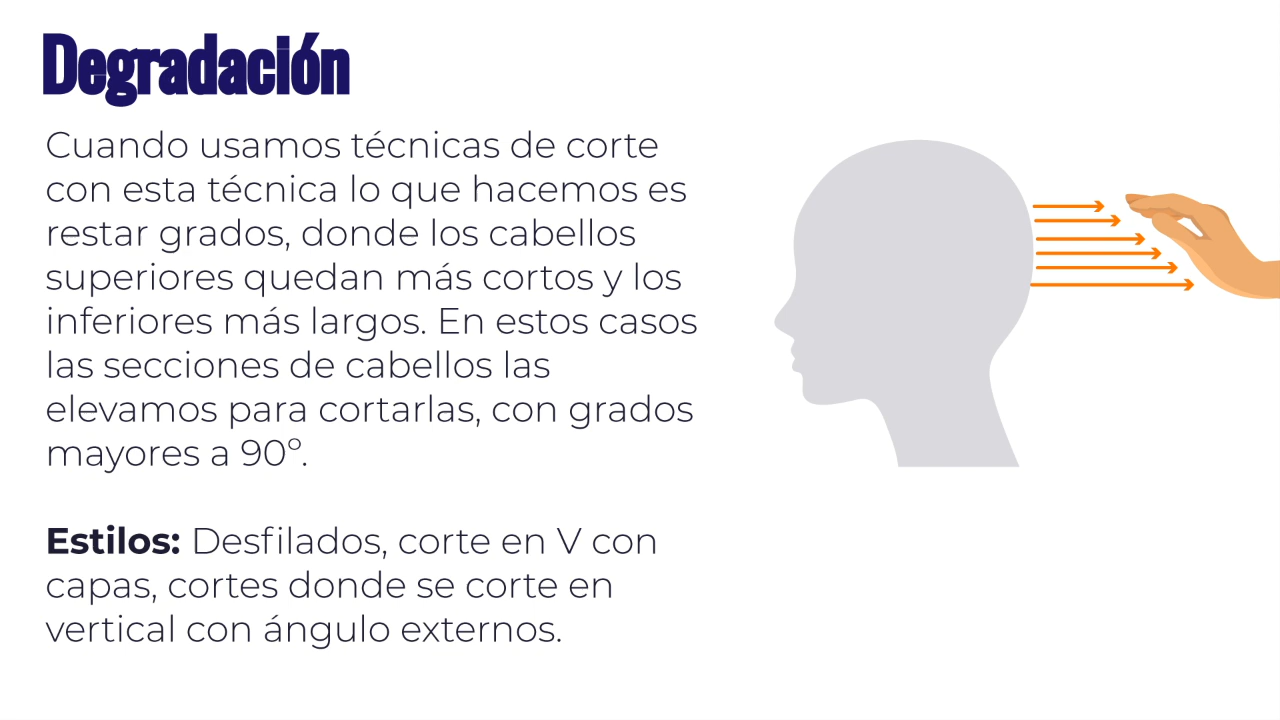 Degradación
Cuando usamos técnicas de corte
con esta técnica lo que hacemos es
restar grados, donde los cabellos
superiores quedan más cortos y los
inferiores más largos. En estos casos
las secciones de cabellos las
elevamos para cortarlas, con grados
mayores a 90º.
Estilos: Desfilados, corte en V con
capas, cortes donde se corte en
vertical con ángulo externos.